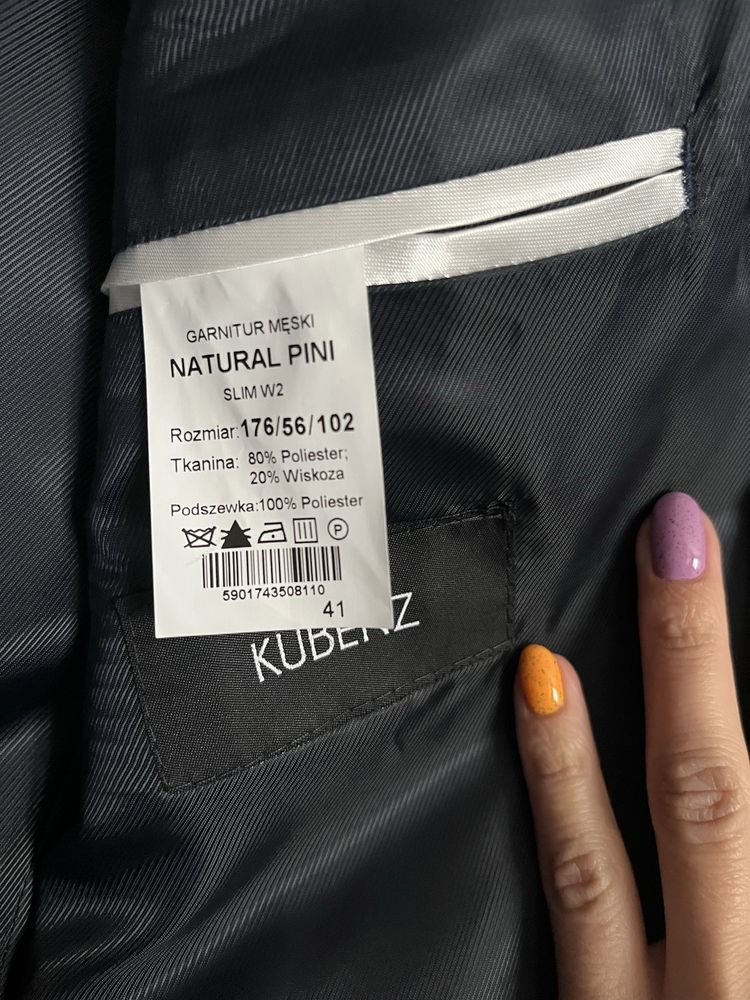 GARNITUR MĘSKI
NATURAL PINI
SLIM W2
Rozmiar:176/56/102
Tkanina: 80% Poliester;
20% Wiskoza
Podszewka:100% Poliester
P
5901743508110
41
KUBENZ